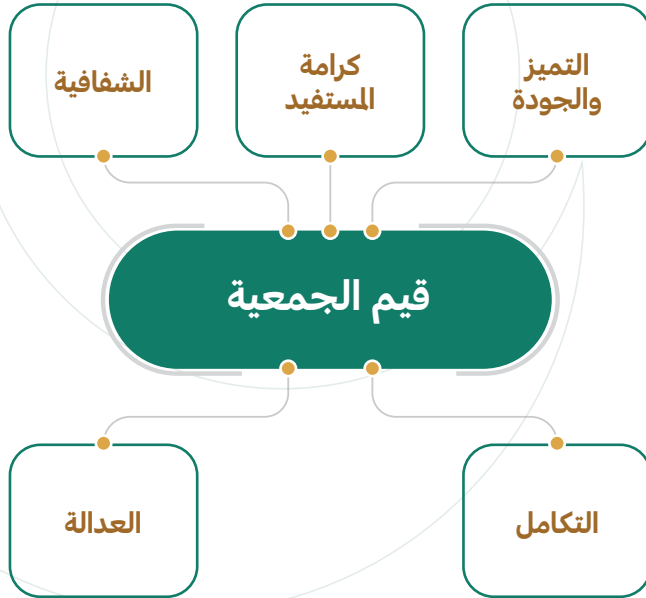 التميز
والجودة
كرامة
المستفيد
الشفافية
قيم الجمعية
التكامل
العدالة